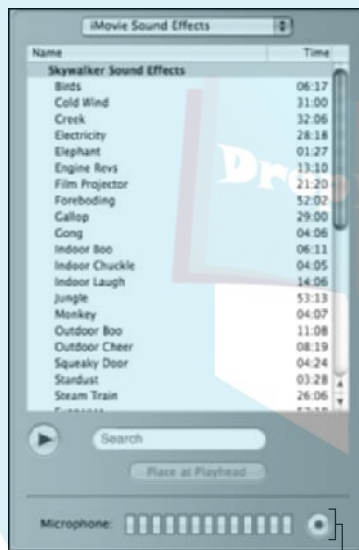 iMovie Sound Effects
Name Time
Skywalker Sound Effects
Birds 06:17
Cold Wind 31:00
Creek 32:06
Electricity 28:18
Elephant 01:27
Engine Revs 13:10
Film Projector 21:20
Foreboding 52:02
Gallop 29:00
Gong 04:06
Indoor Boo 06:11
Indoor Chuckle 04:05
Indoor Laugh 14:06
Jungle 53:13
Monkey 04:07
Outdoor Boo 11:08
Outdoor Cheer 08:19
Squeaky Door 04:24
Stardust 03:28
Steam Train 26:06
Search
Place at Playhead
Microphone: